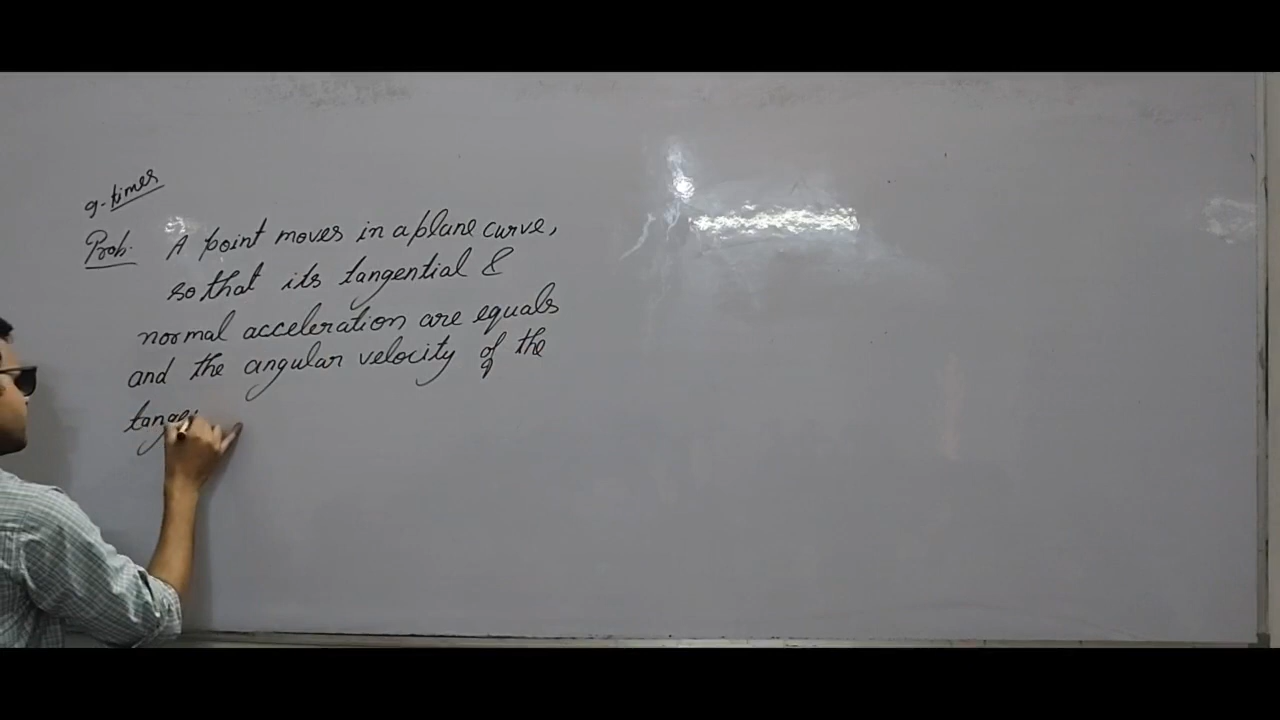 9-times
Prob. A point moves in a plane curve,
so that its tangential &
normal acceleration are equals
and the angular velocity of the
tange